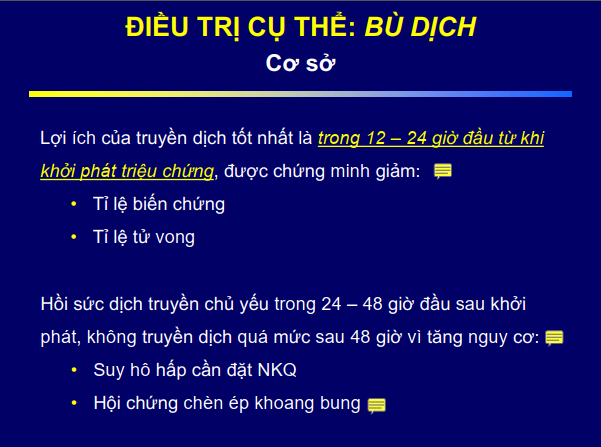 ĐIỀU TRỊ CỤ THỂ: BÙ DỊCH
Cơ sở
Lợi ích của truyền dịch tốt nhất là trong 12 – 24 giờ đầu từ khi
khởi phát triệu chứng, được chứng minh giảm:
• Tỉ lệ biến chứng
• Tỉ lệ tử vong
Hồi sức dịch truyền chủ yếu trong 24 – 48 giờ đầu sau khởi
phát, không truyền dịch quá mức sau 48 giờ vì tăng nguy cơ:
• Suy hô hấp cần đặt NKQ
• Hội chứng chèn ép khoang bung